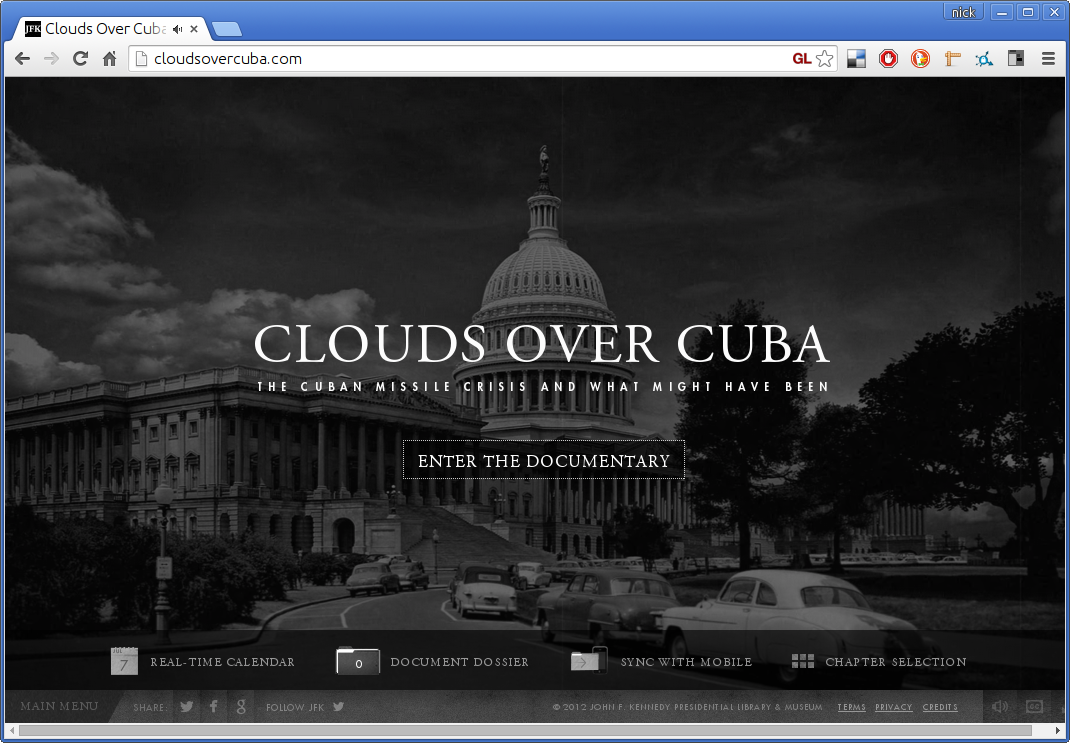 nick
JFK Clouds Over Cuba
cloudsovercuba.com GL
CLOUDS OVER CUBA
THE CUBAN MISSILE CRISIS AND WHAT MIGHT HAVE BEEN
ENTER THE DOCUMENTARY
JUL 7 REAL-TIME CALENDAR 0 DOCUMENT DOSSIER SYNC WITH MOBILE CHAPTER SELECTION
MAIN MENU SHARE: FOLLOW JFK © 2012 JOHN F. KENNEDY PRESIDENTIAL LIBRARY & MUSEUM TERMS PRIVACY CREDITS CC